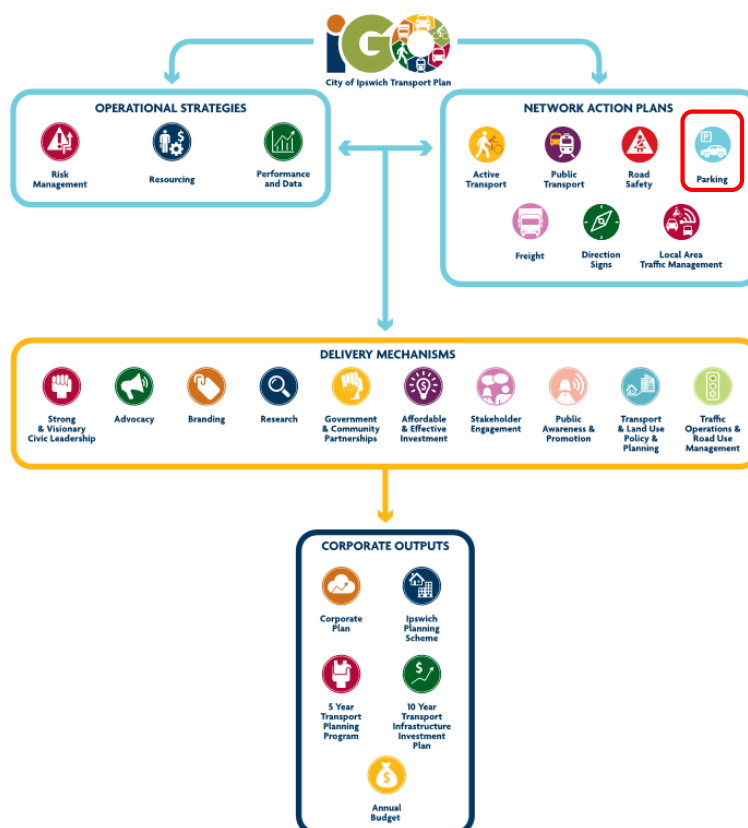 iGO
City of Ipswich Transport Plan
OPERATIONAL STRATEGIES
Risk
Management
Resourcing
Performance
and Data
NETWORK ACTION PLANS
Active
Transport
Public
Transport
Road
Safety
P
Parking
Freight
Direction
Signs
Local Area
Traffic Management
DELIVERY MECHANISMS
Strong
& Visionary
Civic Leadership
Advocacy
Branding
Research
Government
& Community
Partnerships
Affordable
& Effective
Investment
Stakeholder
Engagement
Public
Awareness &
Promotion
Transport
& Land Use
Policy &
Planning
Traffic
Operations &
Road Use
Management
CORPORATE OUTPUTS
Corporate
Plan
Ipswich
Planning
Scheme
5 Year
Transport
Planning
Program
10 Year
Transport
Infrastructure
Investment
Plan
Annual
Budget